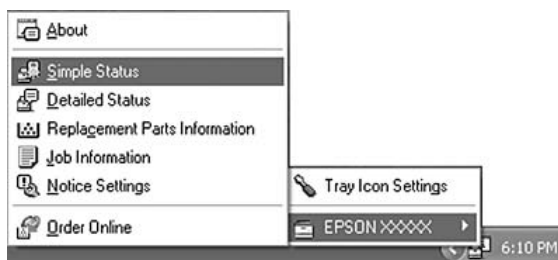 About
Simple Status
Detailed Status
Replacement Parts Information
Job Information
Notice Settings
Order Online
Tray Icon Settings
EPSON XXXXX
6:10 PM